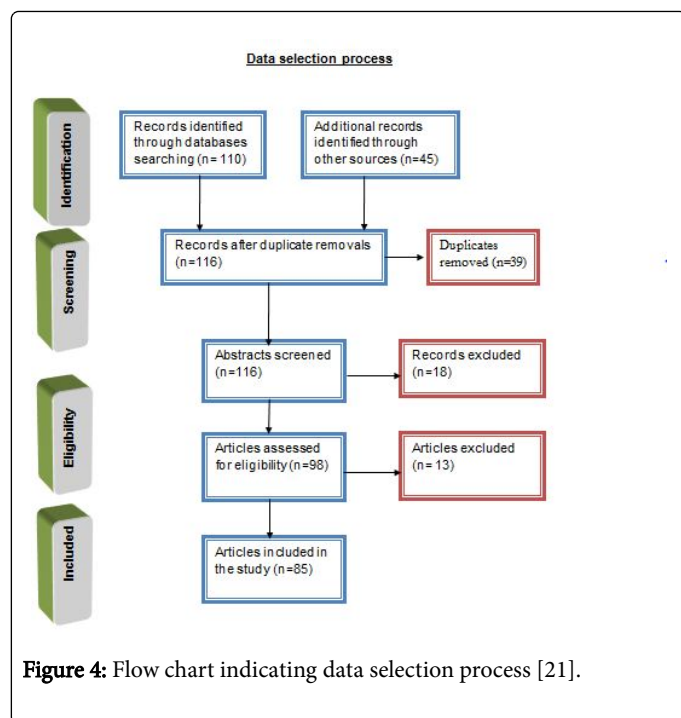 Data selection process
Identification
Records identified
through databases
searching (n= 110)
Additional records
identified through
other sources (n=45)
Screening
Records after duplicate removals
(n=116)
Duplicates
removed (n=39)
Abstracts screened
(n=116)
Records excluded
(n=18)
Eligibility
Articles assessed
for eligibility (n=98)
Articles excluded
(n= 13)
Included
Articles included in
the study (n=85)
Figure 4: Flow chart indicating data selection process [21].